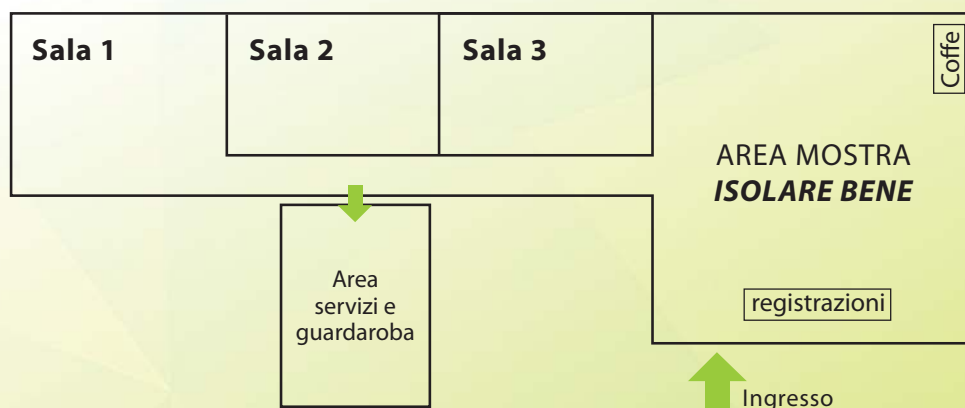 Sala 1
Sala 2
Sala 3
Coffe
AREA MOSTRA
ISOLARE BENE
Area
servizi e
guardaroba
registrazioni
Ingresso